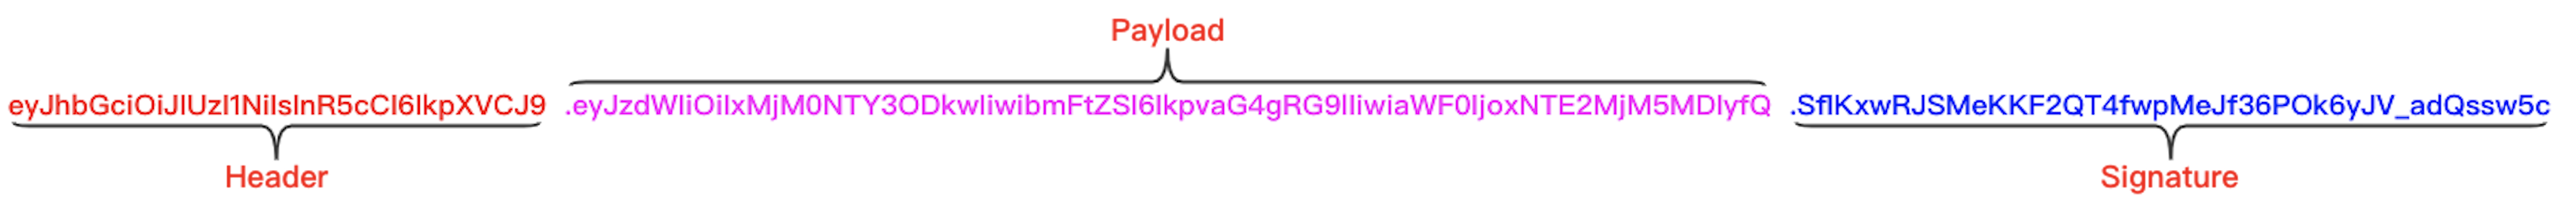 Payload
eyJhbGciOiJIUzI1NiIsInR5cCI6IkpXVCJ9 .eyJzdWIiOiIxMjM0NTY3ODkwIiwibmFtZSI6IkpvaG4gRG9lIiwiaWF0IjoxNTE2MjM5MDIyfQ .SflKxwRJSMeKKF2QT4fwpMeJf36POk6yJV_adQssw5c
Header
Signature